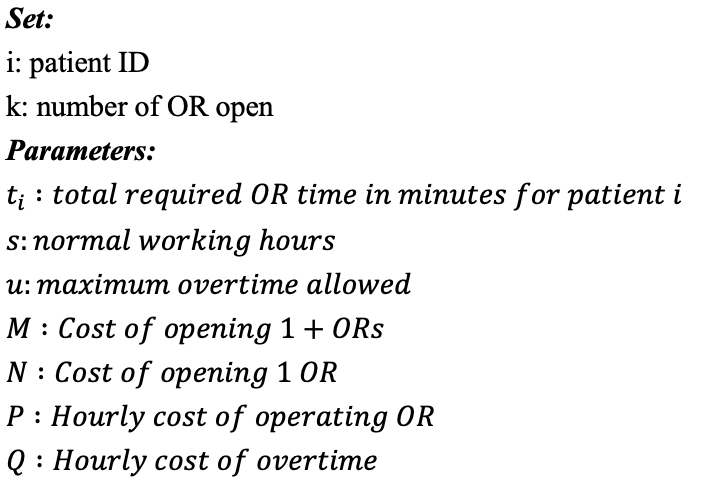 Set:
i: patient ID
k: number of OR open
Parameters:
tᵢ : total required OR time in minutes for patient i
s: normal working hours
u: maximum overtime allowed
M : Cost of opening 1 + ORs
N : Cost of opening 1 OR
P : Hourly cost of operating OR
Q : Hourly cost of overtime